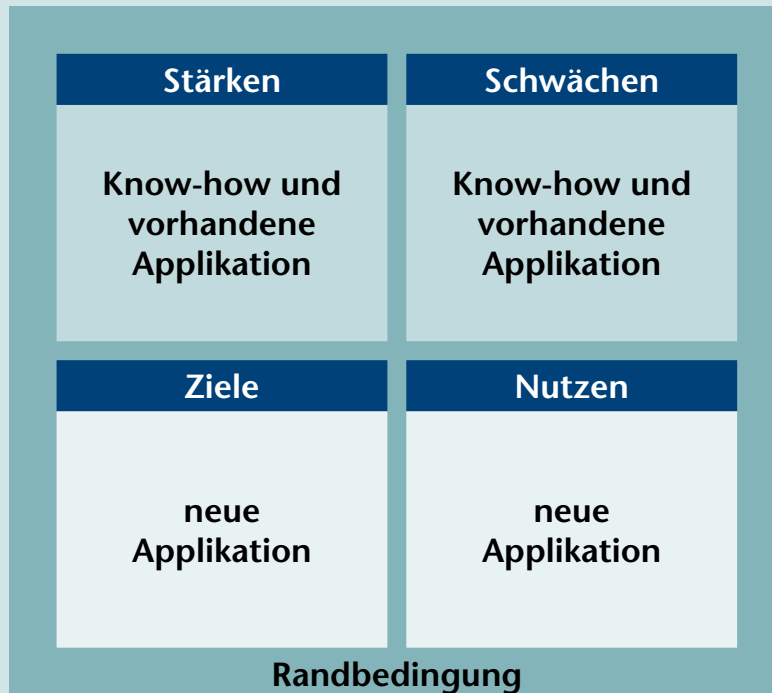 Stärken
Know-how und
vorhandene
Applikation
Schwächen
Know-how und
vorhandene
Applikation
Ziele
neue
Applikation
Nutzen
neue
Applikation
Randbedingung